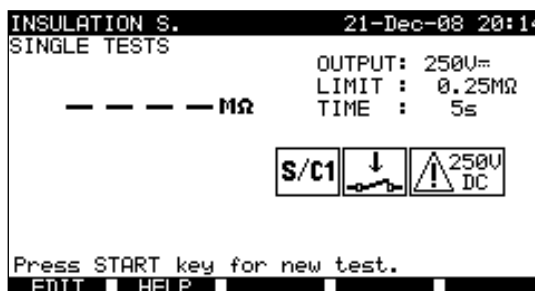 INSULATION S. 21-Dec-08 20:14
SINGLE TESTS
OUTPUT: 250V⎓
LIMIT : 0.25MΩ
– – – – MΩ TIME : 5s
S/C1 250V DC
Press START key for new test.
EDIT HELP